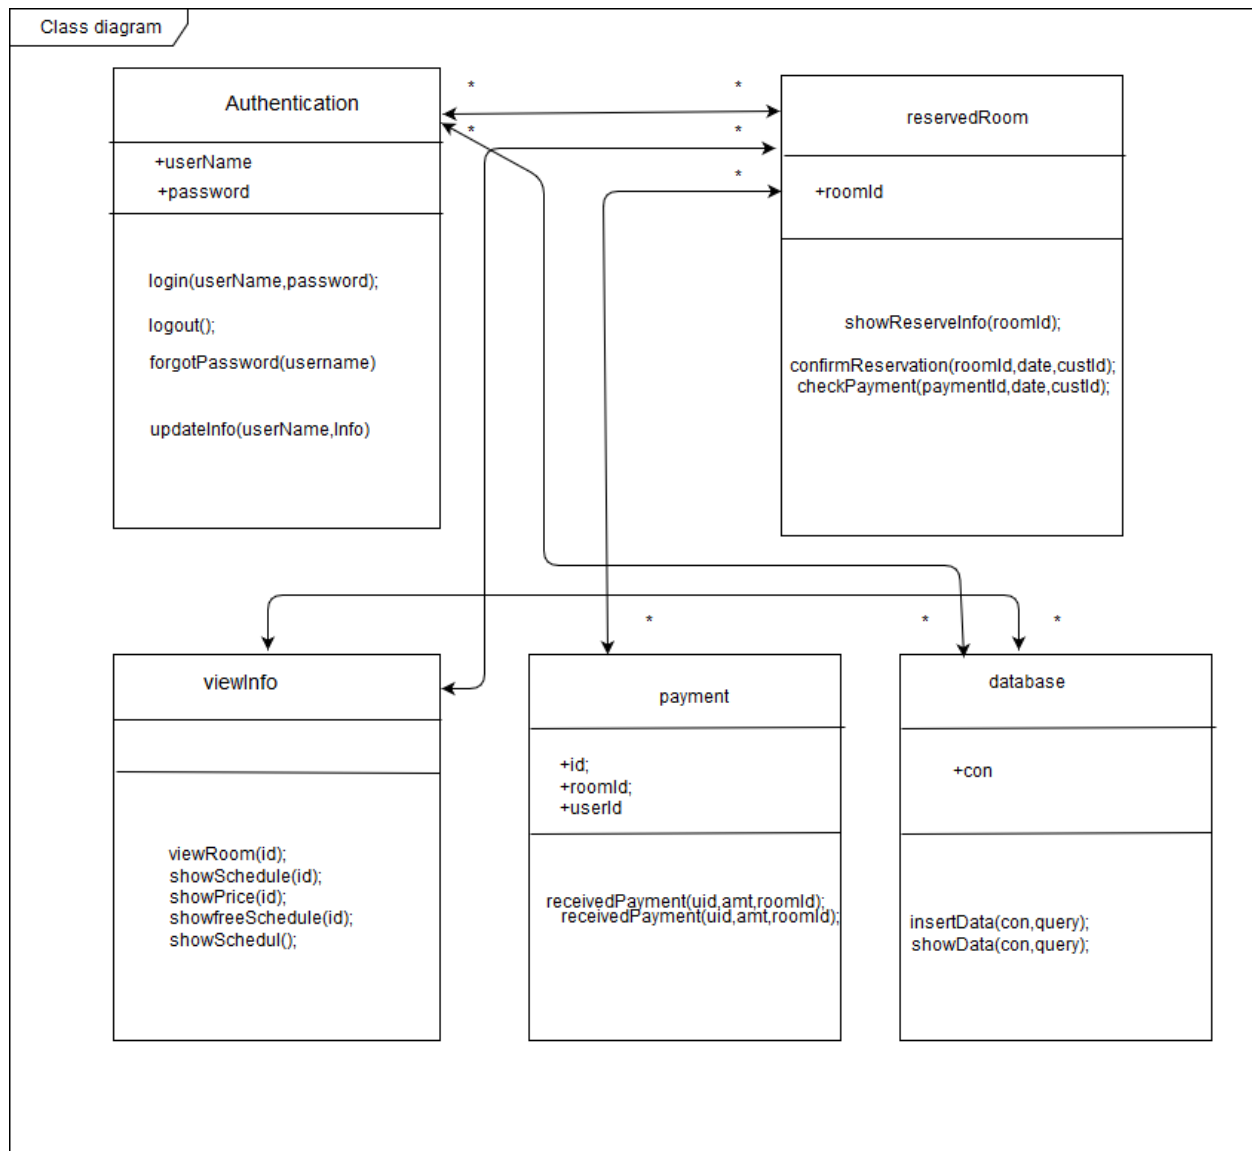 Class diagram
Authentication
+userName
+password
login(userName,password);
logout();
forgotPassword(username)
updateInfo(userName,Info)
*
*
*
*
*
reservedRoom
+roomId
showReserveInfo(roomId);
confirmReservation(roomId,date,custId);
checkPayment(paymentId,date,custId);
*
*
*
viewInfo
viewRoom(id);
showSchedule(id);
showPrice(id);
showfreeSchedule(id);
showSchedul();
payment
+id;
+roomId;
+userId
receivedPayment(uid,amt,roomId);
receivedPayment(uid,amt,roomId);
database
+con
insertData(con,query);
showData(con,query);